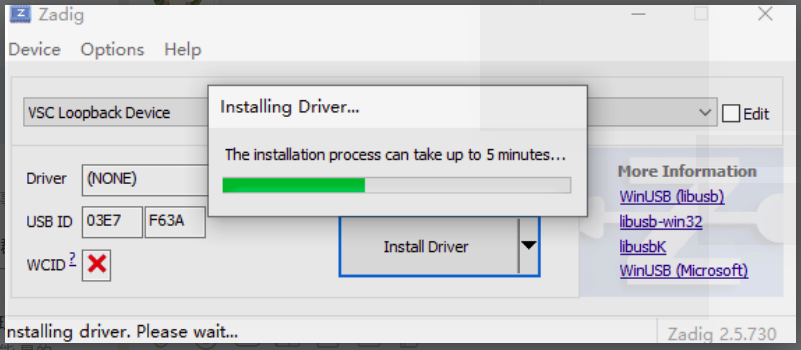 Zadig
Device Options Help
Installing Driver...
VSC Loopback Device
Edit
The installation process can take up to 5 minutes...
Driver (NONE)
More Information
WinUSB (libusb)
USB ID 03E7 F63A
libusb-win32
Install Driver
libusbK
WCID ?
WinUSB (Microsoft)
nstalling driver. Please wait...
Zadig 2.5.730